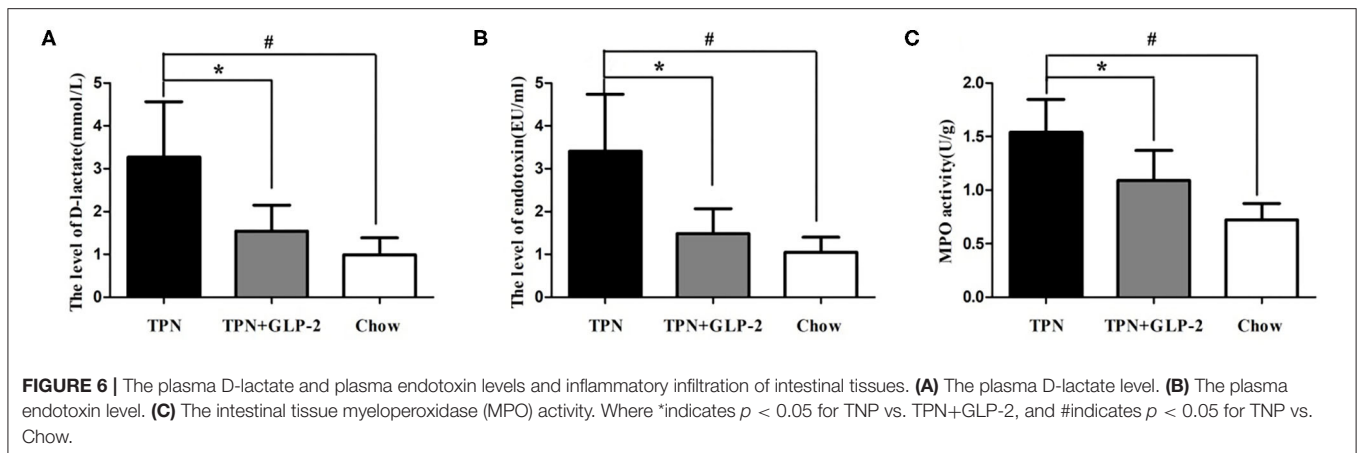 A
#
*
The level of D-lactate(mmol/L)
5
4
3
2
1
0
TPN
TPN+GLP-2
Chow
B
#
*
The level of endotoxin(EU/ml)
5
4
3
2
1
0
TPN
TPN+GLP-2
Chow
C
#
*
MPO activity(U/g)
2.0
1.5
1.0
0.5
0.0
TPN
TPN+GLP-2
Chow
FIGURE 6 | The plasma D-lactate and plasma endotoxin levels and inflammatory infiltration of intestinal tissues. (A) The plasma D-lactate level. (B) The plasma
endotoxin level. (C) The intestinal tissue myeloperoxidase (MPO) activity. Where *indicates p < 0.05 for TNP vs. TPN+GLP-2, and #indicates p < 0.05 for TNP vs.
Chow.